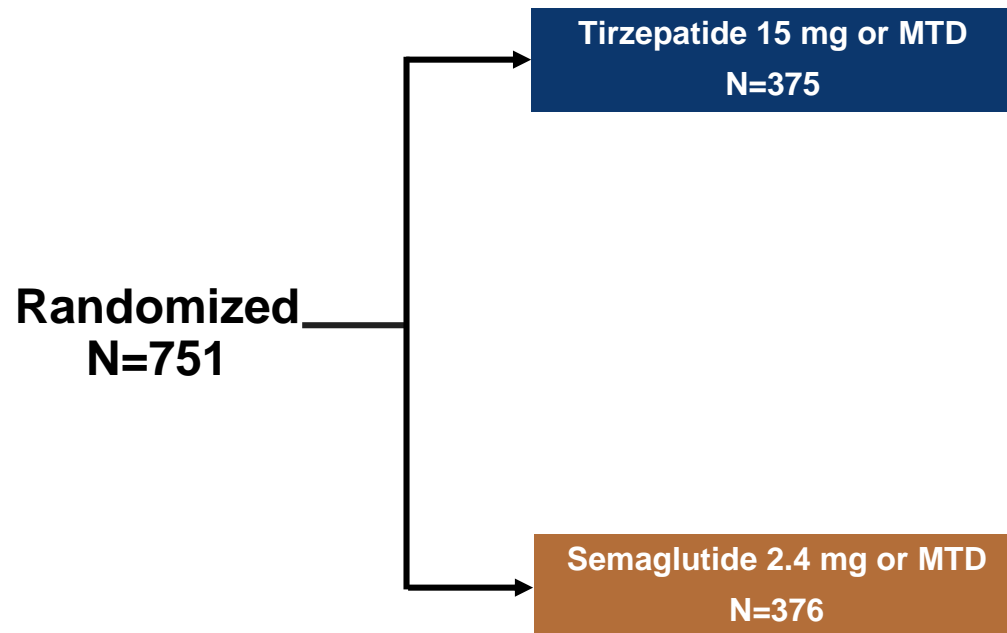 Tirzepatide 15 mg or MTD
N=375
Randomized
N=751
Semaglutide 2.4 mg or MTD
N=376